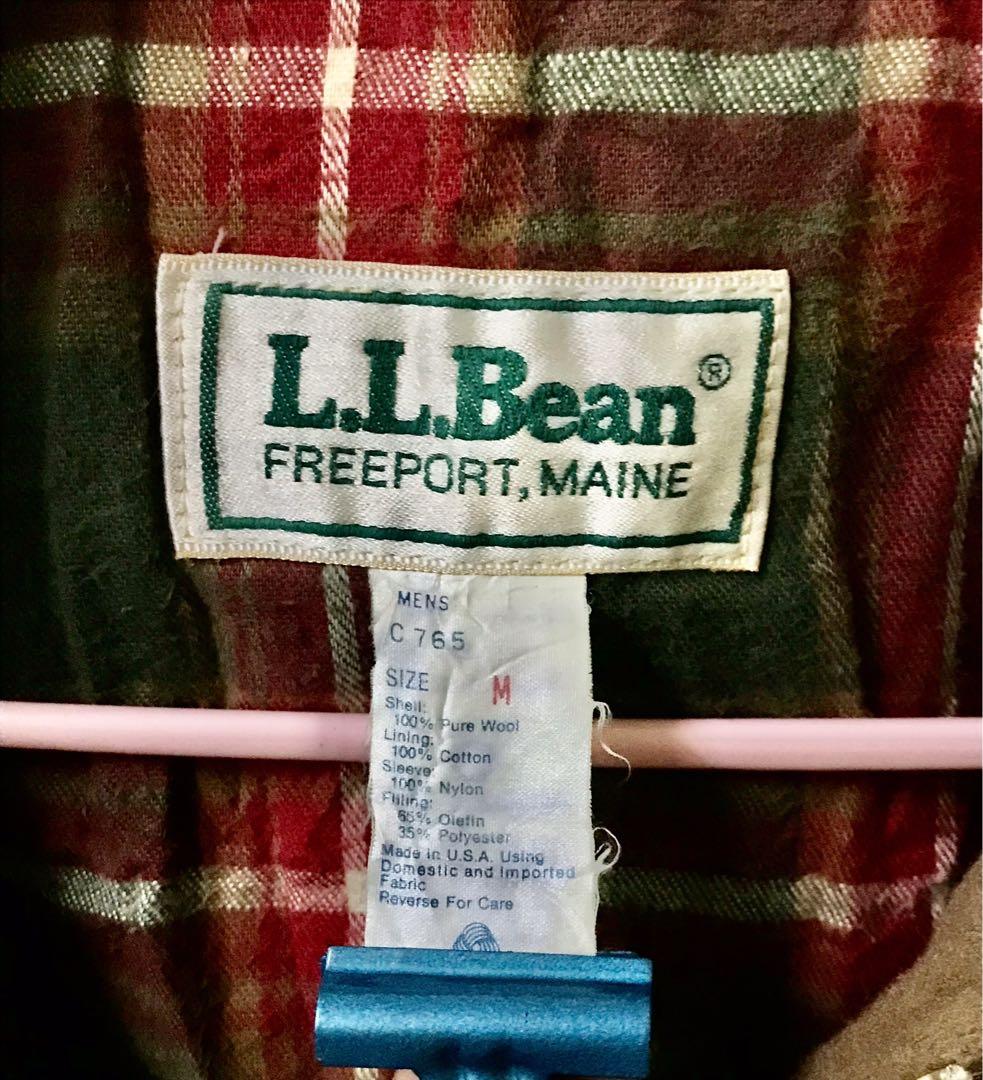 L.L.Bean®
FREEPORT, MAINE
MENS
C 765
SIZE M
Shell:
100% Pure Wool
Lining:
100% Cotton
Sleeve:
100% Nylon
Filling:
65% Olefin
35% Polyester
Made in U.S.A. Using
Domestic and Imported
Fabric
Reverse For Care